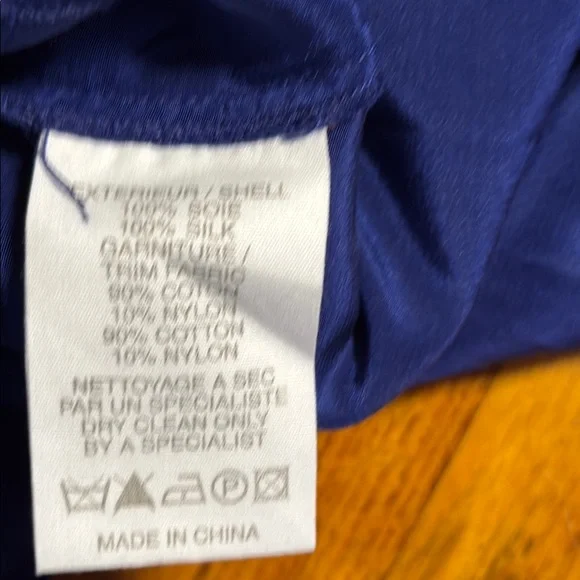 EXTERIEUR / SHELL
100% SOIE
100% SILK
GARNITURE /
TRIM FABRIC
90% COTON
10% NYLON
90% COTTON
10% NYLON
NETTOYAGE A SEC
PAR UN SPECIALISTE
DRY CLEAN ONLY
BY A SPECIALIST
P
MADE IN CHINA